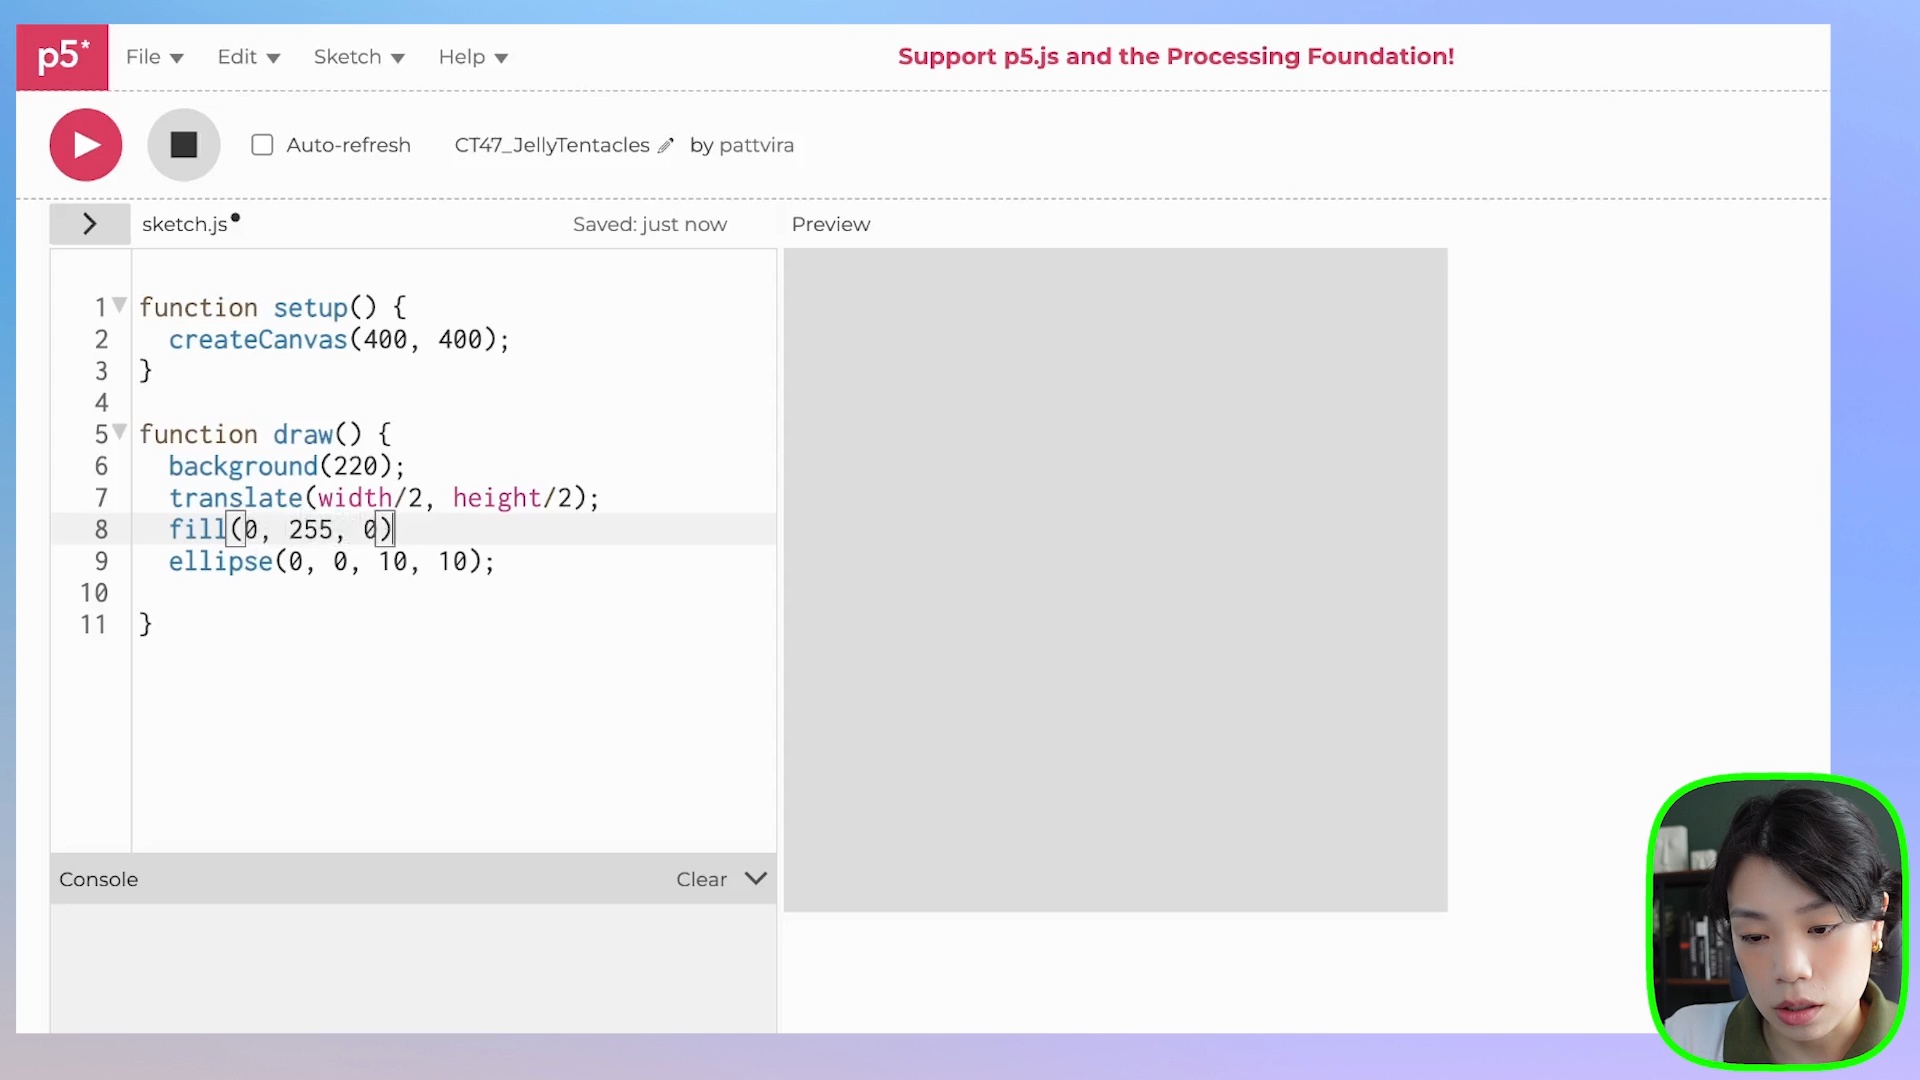 p5* File Edit Sketch Help Support p5.js and the Processing Foundation!
Auto-refresh CT47_JellyTentacles by pattvira
sketch.js Saved: just now Preview
1 function setup() {
2 createCanvas(400, 400);
3 }
4
5 function draw() {
6 background(220);
7 translate(width/2, height/2);
8 fill(0, 255, 0)
9 ellipse(0, 0, 10, 10);
10
11 }
Console Clear